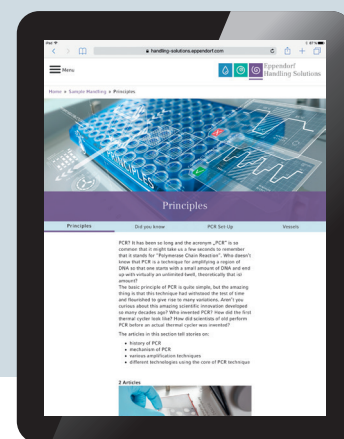 iPad
87 %
handling-solutions.eppendorf.com
Menu
Eppendorf
Handling Solutions
Home » Sample Handling » Principles
PRINCIPLES
Principles
Principles
Did you know
PCR Set Up
Vessels
PCR? It has been so long and the acronym „PCR" is so
common that it might take us a few seconds to remember
that it stands for "Polymerase Chain Reaction". Who doesn't
know that PCR is a technique for amplifying a region of
DNA so that one starts with a small amount of DNA and end
up with virtually an unlimited (well, theoretically that is)
amount?
The basic principle of PCR is quite simple, but the amazing
thing is that this technique had withstood the test of time
and flourished to give rise to many variations. Aren't you
curious about this amazing scientific innovation developed
so many decades ago? Who invented PCR? How did the first
thermal cycler look like? How did scientists of old perform
PCR before an actual thermal cycler was invented?
The articles in this section tell stories on:
• history of PCR
• mechanism of PCR
• various amplification techniques
• different technologies using the core of PCR technique
2 Articles